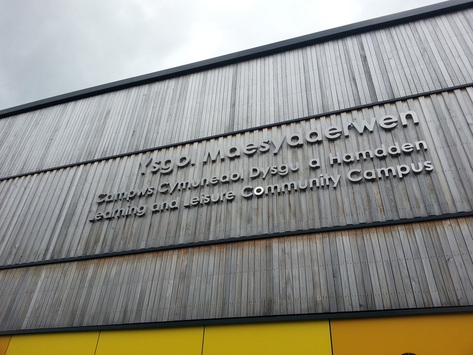 Ysgol Maesydderwen
Campws Cymunedol Dysgu a Hamdden
Learning and Leisure Community Campus